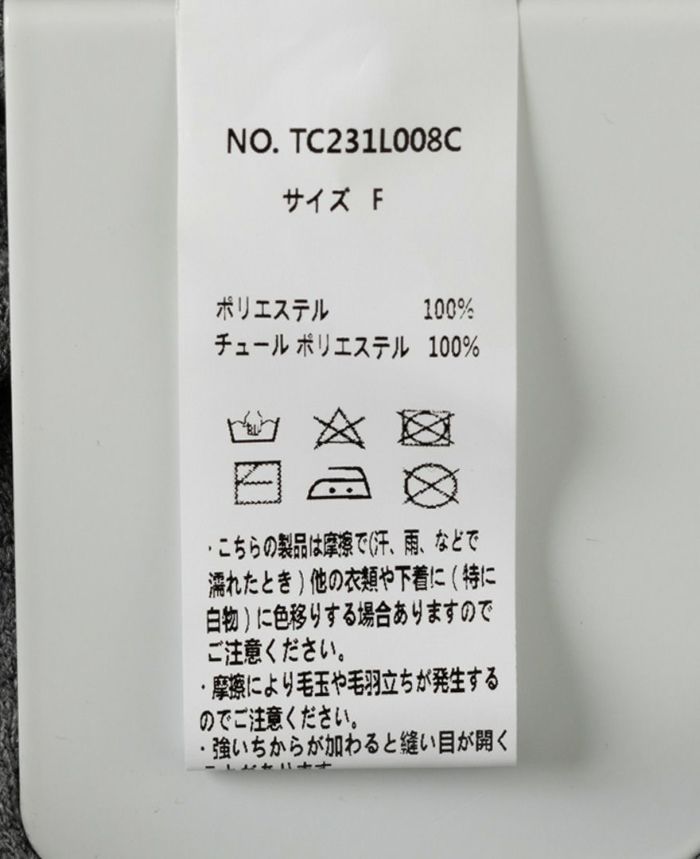 NO. TC231L008C
サイズ F
ポリエステル 100%
チュール ポリエステル 100%
・こちらの製品は摩擦で(汗、雨、などで
濡れたとき)他の衣類や下着に(特に
白物)に色移りする場合ありますので
ご注意ください。
・摩擦により毛玉や毛羽立ちが発生する
のでご注意ください。
・強いちからが加わると縫い目が開く